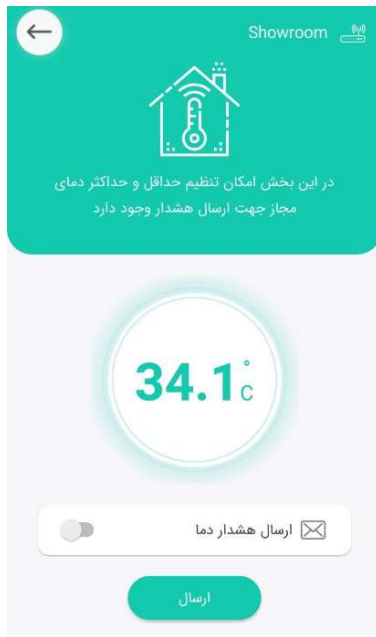 Showroom
در این بخش امکان تنظیم حداقل و حداکثر دمای
مجاز جهت ارسال هشدار وجود دارد
34.1°C
ارسال هشدار دما
ارسال